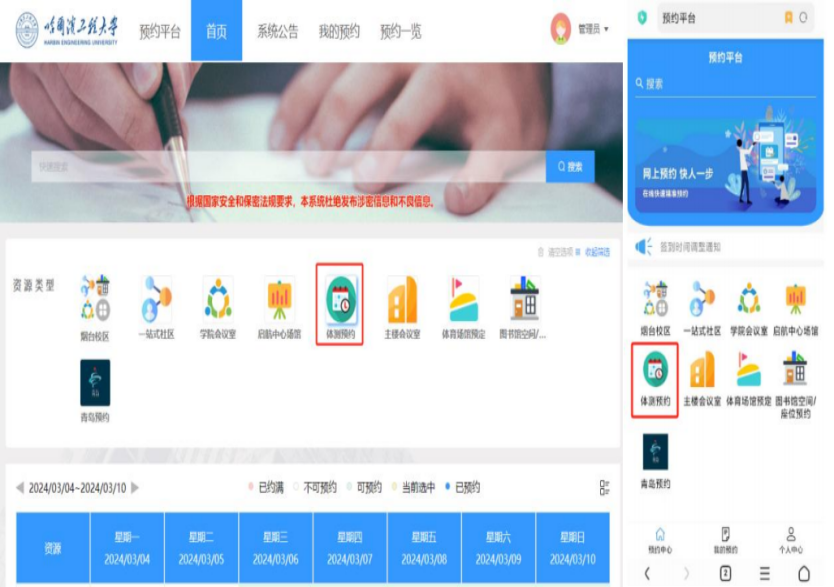 哈尔滨工程大学
HARBIN ENGINEERING UNIVERSITY
预约平台
首页
系统公告
我的预约
预约一览
管理员
快速搜索
搜索
根据国家安全和保密法规要求，本系统杜绝发布涉密信息和不良信息。
清空选项
收起筛选
资源类型
烟台校区
一站式社区
学院会议室
启航中心场馆
体测预约
主楼会议室
体育场馆预定
图书馆空间/...
青岛预约
2024/03/04~2024/03/10
已约满
不可预约
可预约
当前选中
已预约
资源
星期一
2024/03/04
星期二
2024/03/05
星期三
2024/03/06
星期四
2024/03/07
星期五
2024/03/08
星期六
2024/03/09
星期日
2024/03/10
预约平台
预约平台
搜索
网上预约 快人一步
在线快速精准预约
签到时间调整通知
烟台校区
一站式社区
学院会议室
启航中心场馆
体测预约
主楼会议室
体育场馆预定
图书馆空间/
座位预约
青岛预约
预约中心
我的预约
个人中心
2